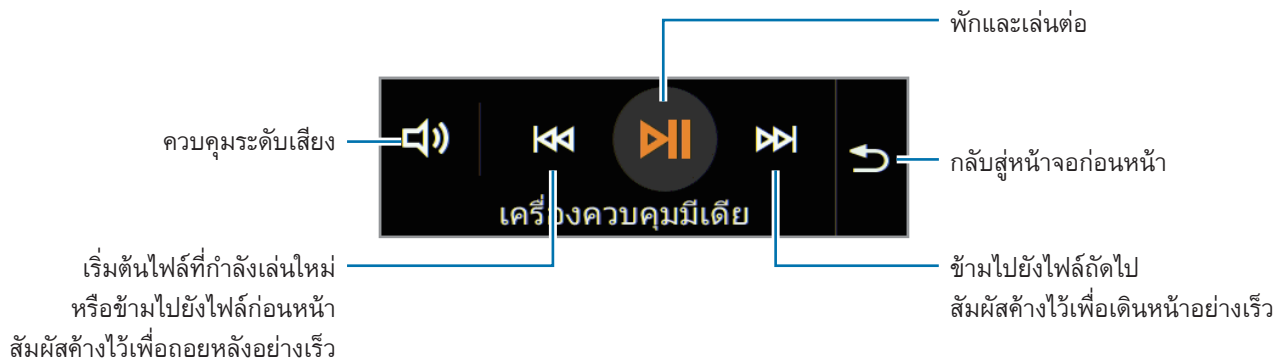 พักและเล่นต่อ
ควบคุมระดับเสียง
กลับสู่หน้าจอก่อนหน้า
เครื่องควบคุมมีเดีย
เริ่มต้นไฟล์ที่กำลังเล่นใหม่
หรือข้ามไปยังไฟล์ก่อนหน้า
สัมผัสค้างไว้เพื่อถอยหลังอย่างเร็ว
ข้ามไปยังไฟล์ถัดไป
สัมผัสค้างไว้เพื่อเดินหน้าอย่างเร็ว